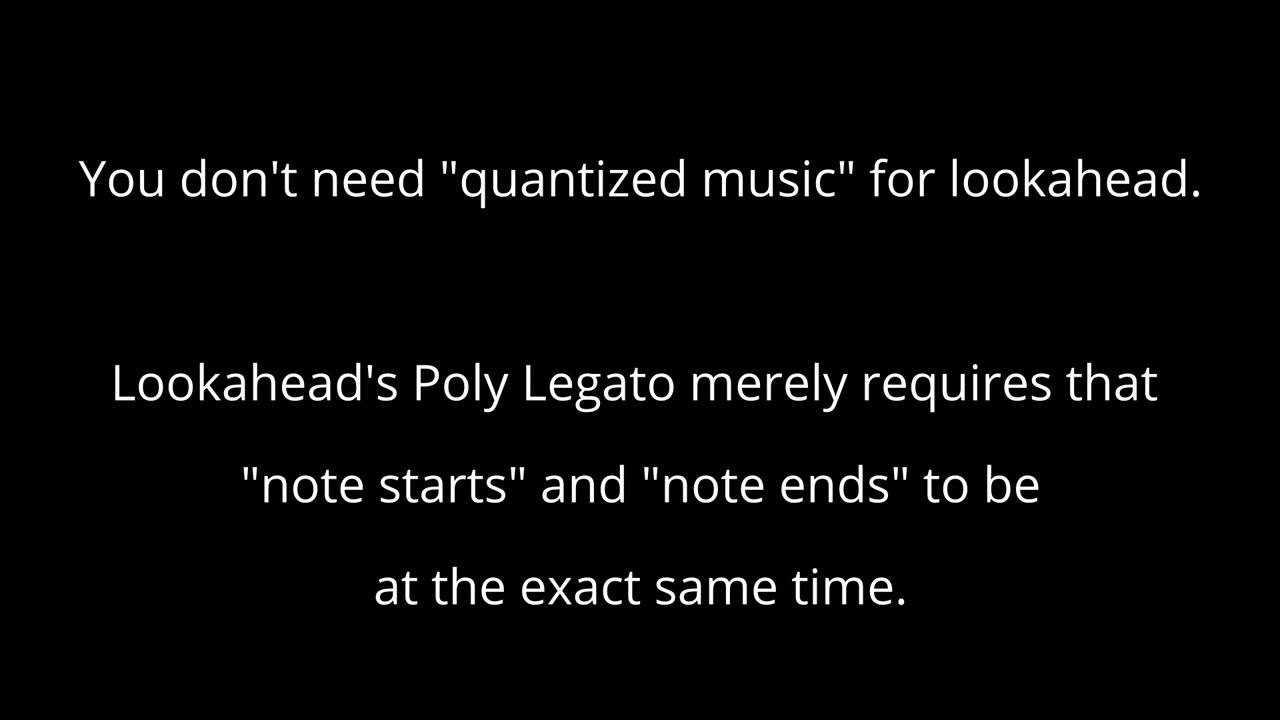 You don't need "quantized music" for lookahead.
Lookahead's Poly Legato merely requires that
"note starts" and "note ends" to be
at the exact same time.